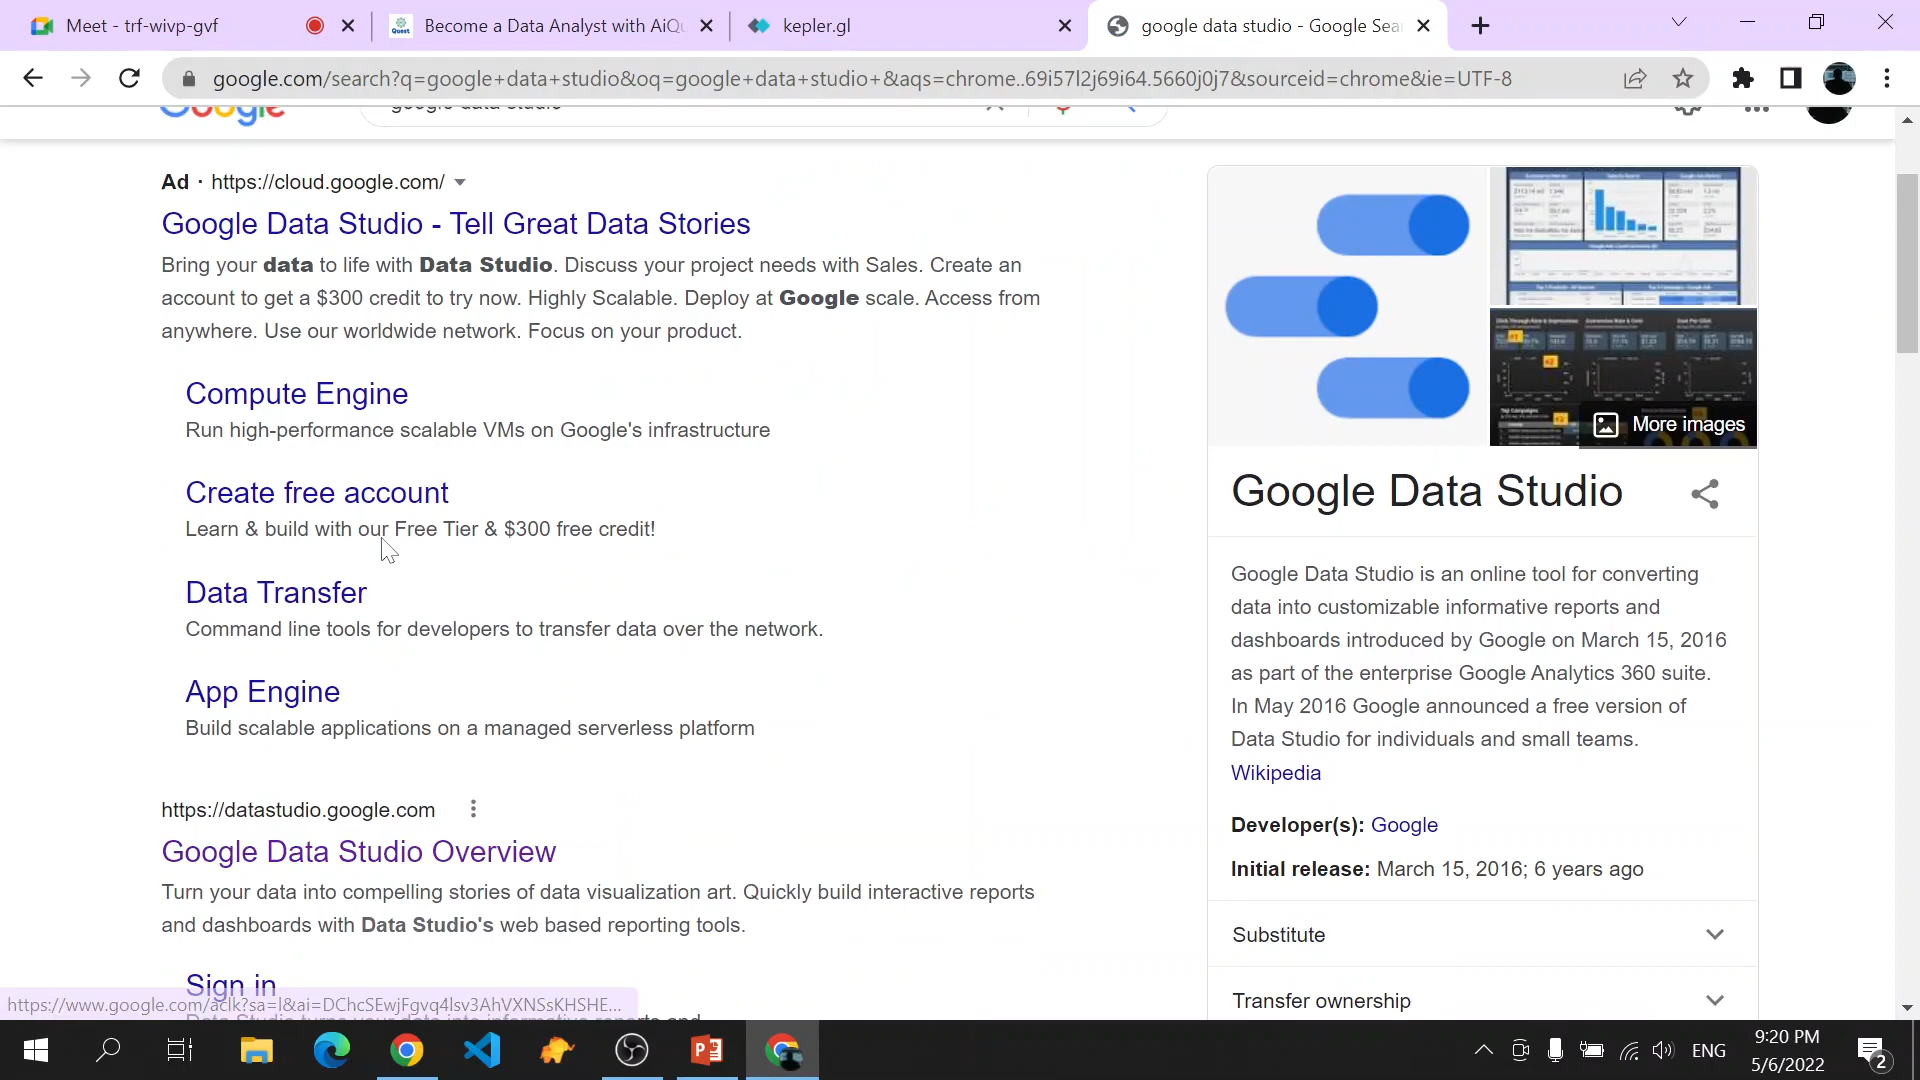 Meet - trf-wivp-gvf
Become a Data Analyst with AiQu
kepler.gl
google data studio - Google Sea
google.com/search?q=google+data+studio&oq=google+data+studio+&aqs=chrome..69i57l2j69i64.5660j0j7&sourceid=chrome&ie=UTF-8
Google
google data studio
Ad · https://cloud.google.com/
Google Data Studio - Tell Great Data Stories
Bring your data to life with Data Studio. Discuss your project needs with Sales. Create an
account to get a $300 credit to try now. Highly Scalable. Deploy at Google scale. Access from
anywhere. Use our worldwide network. Focus on your product.
Compute Engine
Run high-performance scalable VMs on Google's infrastructure
Create free account
Learn & build with our Free Tier & $300 free credit!
Data Transfer
Command line tools for developers to transfer data over the network.
App Engine
Build scalable applications on a managed serverless platform
https://datastudio.google.com
Google Data Studio Overview
Turn your data into compelling stories of data visualization art. Quickly build interactive reports
and dashboards with Data Studio's web based reporting tools.
Sign in
https://www.google.com/aclk?sa=l&ai=DChcSEwjFgvq4lsv3AhVXNSsKHSHE...
More images
Google Data Studio
Google Data Studio is an online tool for converting
data into customizable informative reports and
dashboards introduced by Google on March 15, 2016
as part of the enterprise Google Analytics 360 suite.
In May 2016 Google announced a free version of
Data Studio for individuals and small teams.
Wikipedia
Developer(s): Google
Initial release: March 15, 2016; 6 years ago
Substitute
Transfer ownership
ENG
9:20 PM
5/6/2022
2